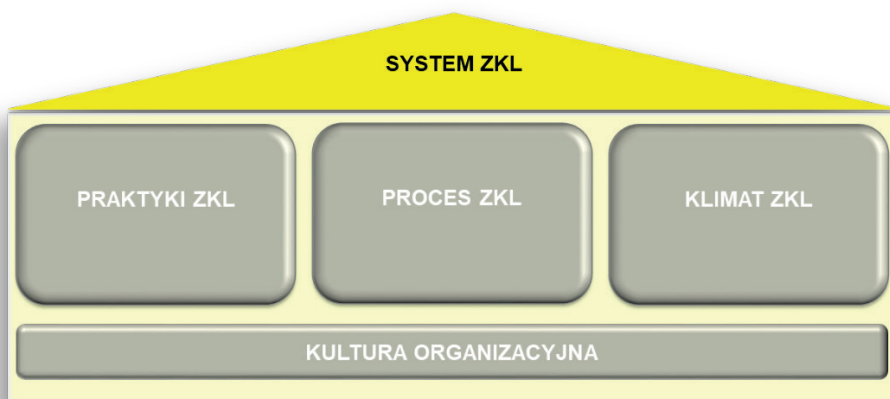 SYSTEM ZKL
PRAKTYKI ZKL
PROCES ZKL
KLIMAT ZKL
KULTURA ORGANIZACYJNA